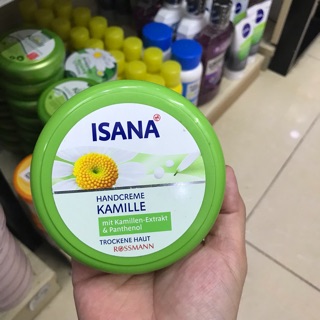 ISANA
HANDCREME
KAMILLE
mit Kamillen-Extrakt
& Panthenol
TROCKENE HAUT
ROSSMANN